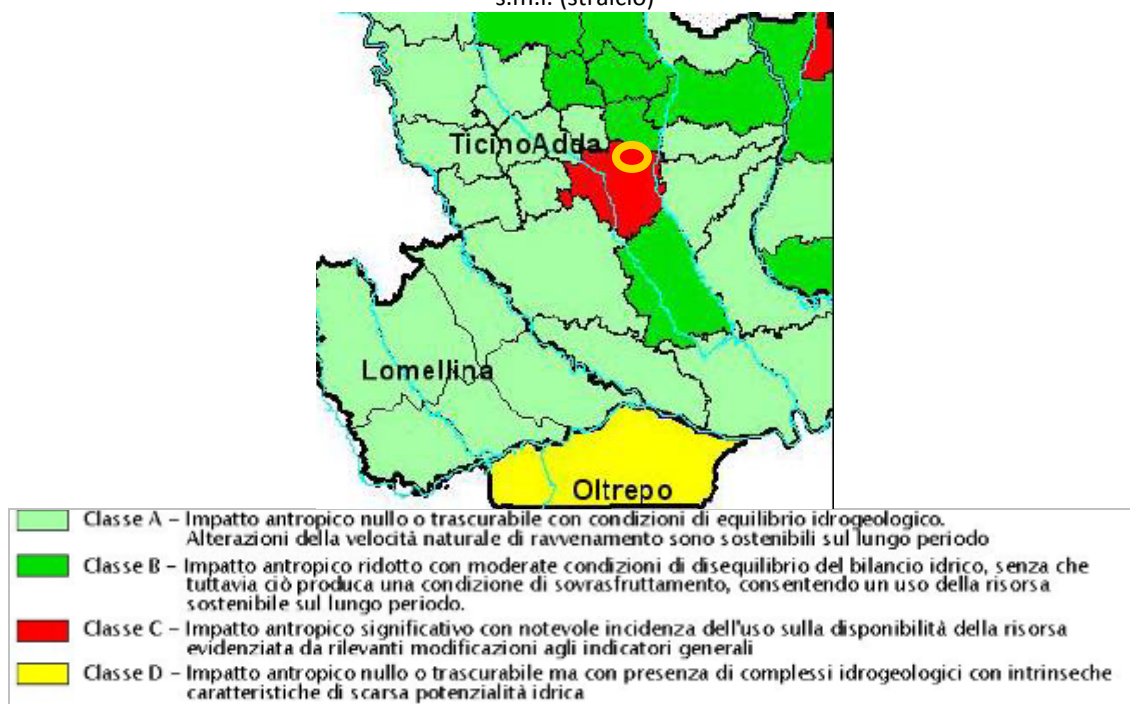 s.m.i. (stralcio)
TicinoAdda
Lomellina
Oltrepo
Classe A – Impatto antropico nullo o trascurabile con condizioni di equilibrio idrogeologico.
Alterazioni della velocità naturale di ravvenamento sono sostenibili sul lungo periodo
Classe B – Impatto antropico ridotto con moderate condizioni di disequilibrio del bilancio idrico, senza che
tuttavia ciò produca una condizione di sovrasfruttamento, consentendo un uso della risorsa
sostenibile sul lungo periodo.
Classe C – Impatto antropico significativo con notevole incidenza dell'uso sulla disponibilità della risorsa
evidenziata da rilevanti modificazioni agli indicatori generali
Classe D – Impatto antropico nullo o trascurabile ma con presenza di complessi idrogeologici con intrinseche
caratteristiche di scarsa potenzialità idrica